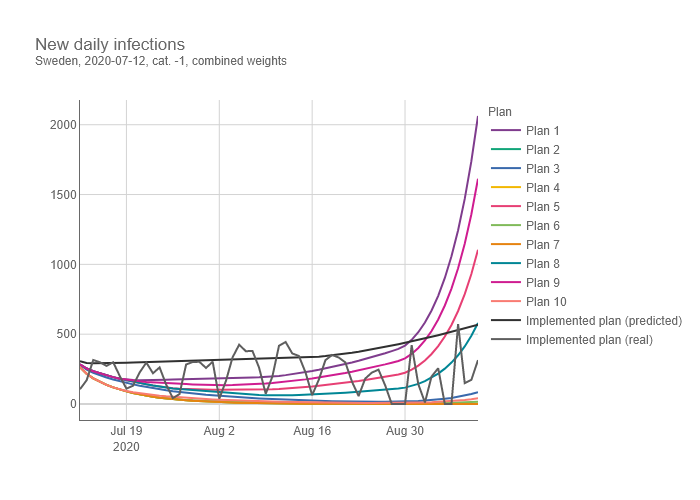 New daily infections
Sweden, 2020-07-12, cat. -1, combined weights
2000
1500
1000
500
0
Jul 19
2020
Aug 2
Aug 16
Aug 30
Plan
Plan 1
Plan 2
Plan 3
Plan 4
Plan 5
Plan 6
Plan 7
Plan 8
Plan 9
Plan 10
Implemented plan (predicted)
Implemented plan (real)